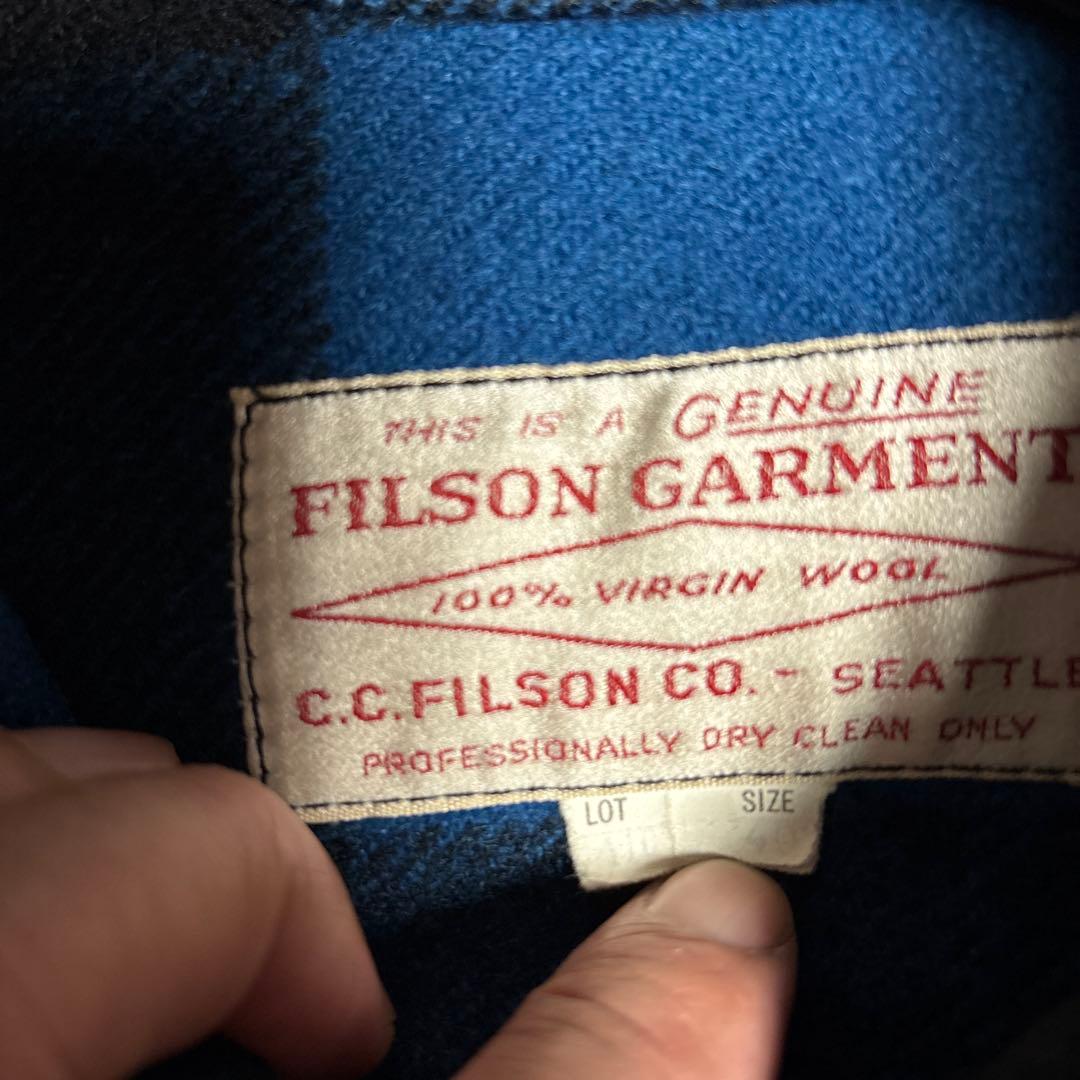 THIS IS A GENUINE
FILSON GARMENT
100% VIRGIN WOOL
C.C. FILSON CO. - SEATTLE
PROFESSIONALLY DRY CLEAN ONLY
LOT SIZE